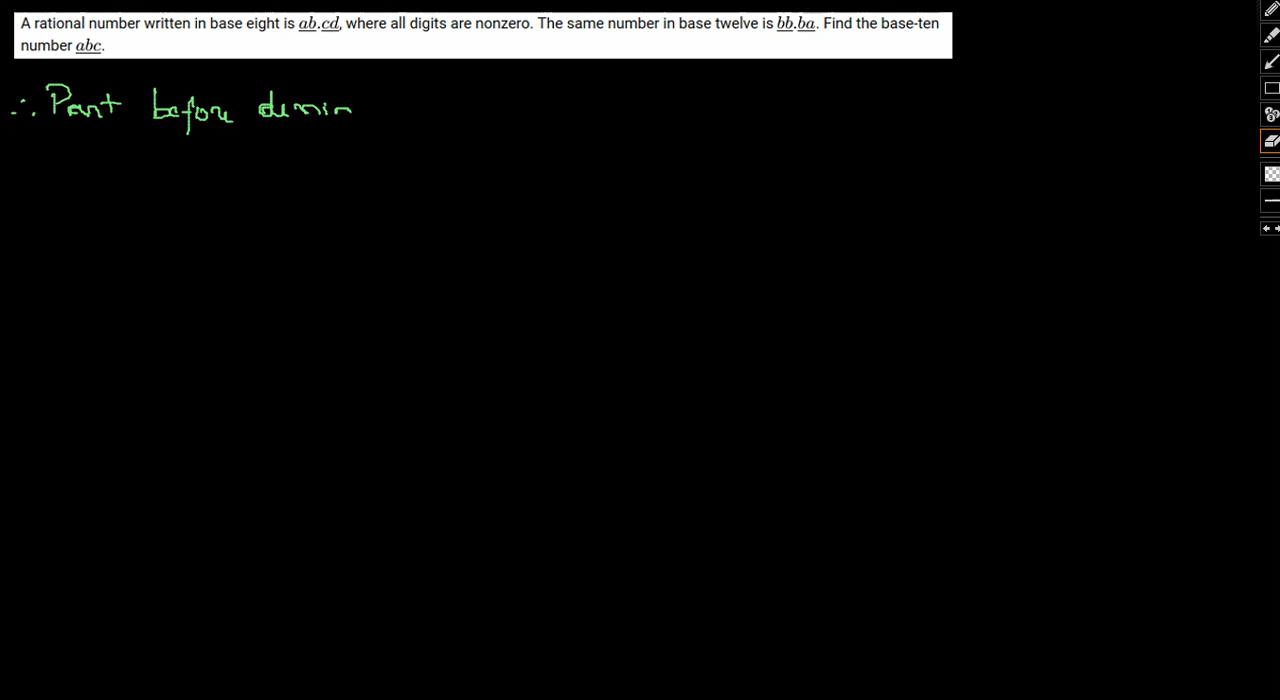 A rational number written in base eight is ab.cd, where all digits are nonzero. The same number in base twelve is bb.ba. Find the base-ten
number abc.
∴ Part before